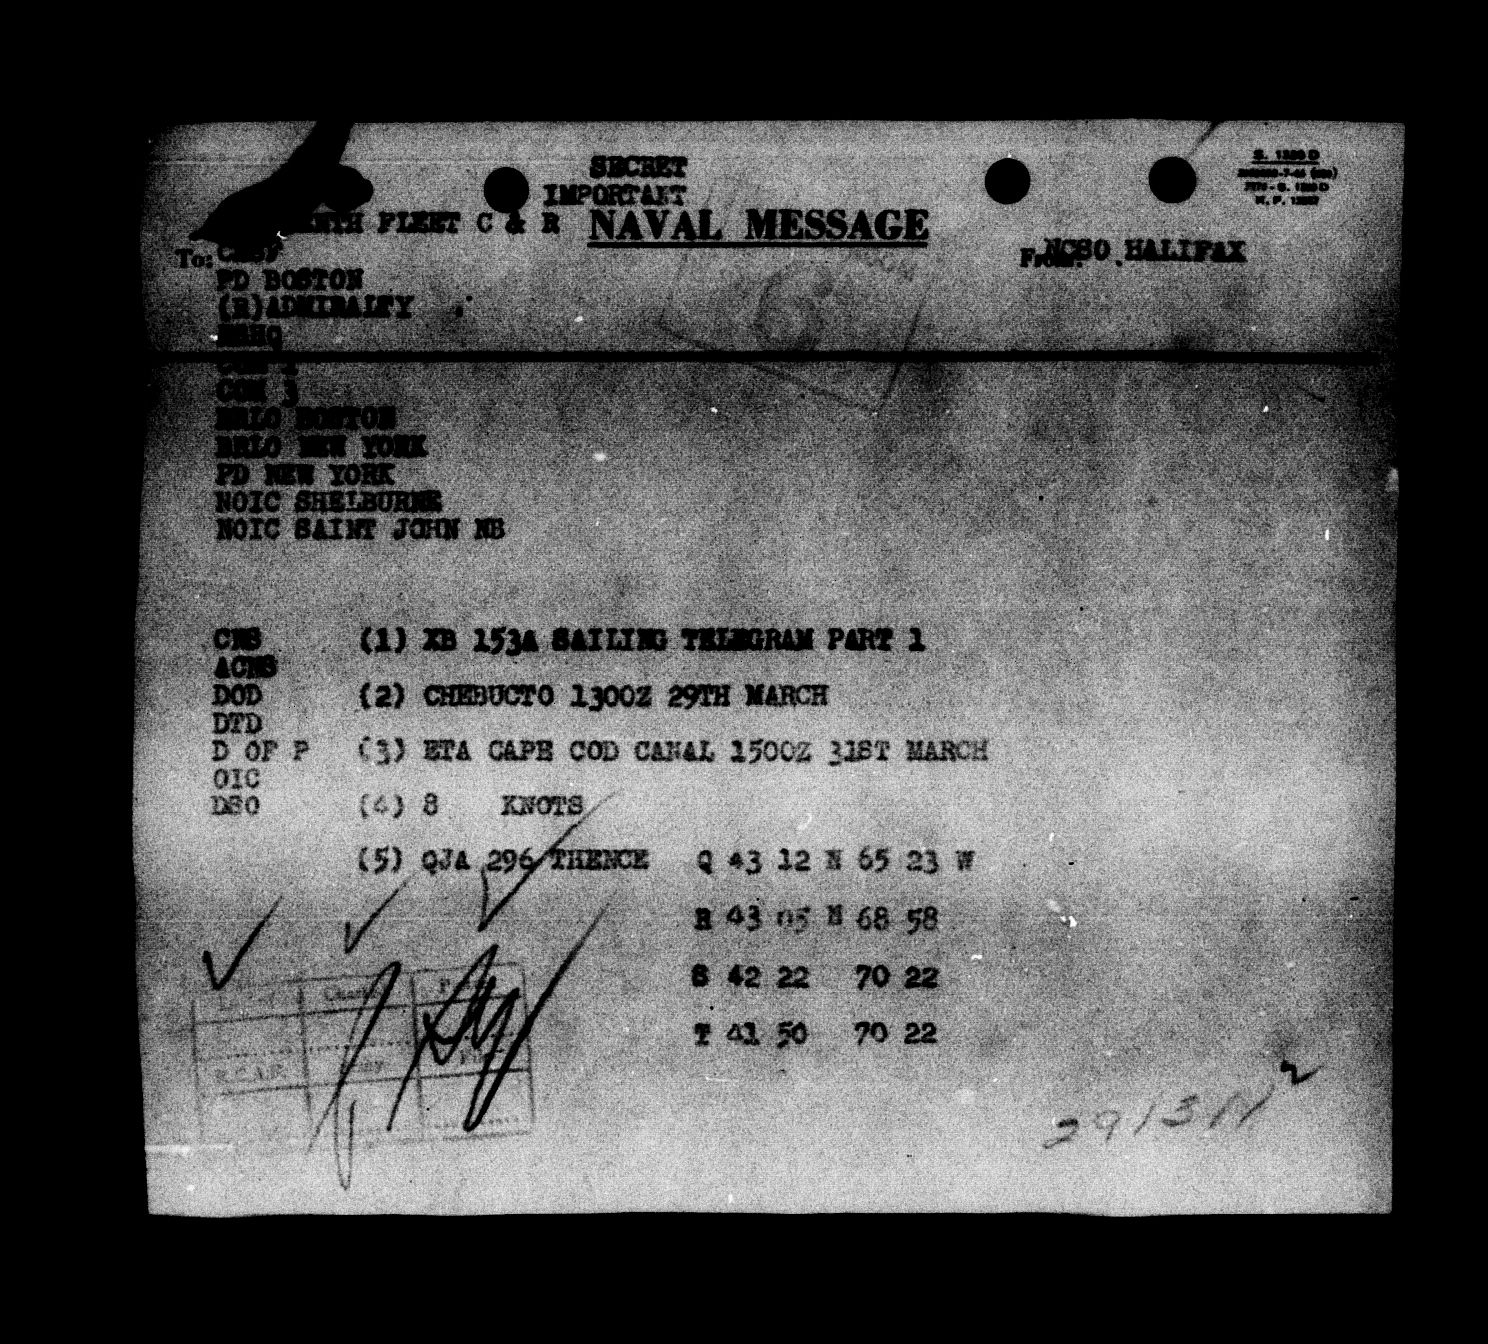 SECRET
IMPORTANT
S. 1320 D
FLEET C & R NAVAL MESSAGE
To:
From: NCSO HALIFAX
PD BOSTON
(R)ADMIRALTY
NSHQ
COM 3
BRLO BOSTON
BRLO NEW YORK
PD NEW YORK
NOIC SHELBURNE
NOIC SAINT JOHN NB
CNS (1) XB 153A SAILING TELEGRAM PART 1
ACNS
DOD (2) CHEBUCTO 1300Z 29TH MARCH
DTD
D OF P (3) ETA CAPE COD CANAL 1500Z 31ST MARCH
OIC
DSO (4) 8 KNOTS
(5) QJA 296 THENCE Q 43 12 N 65 23 W
R 43 05 N 68 58
S 42 22 70 22
T 41 50 70 22